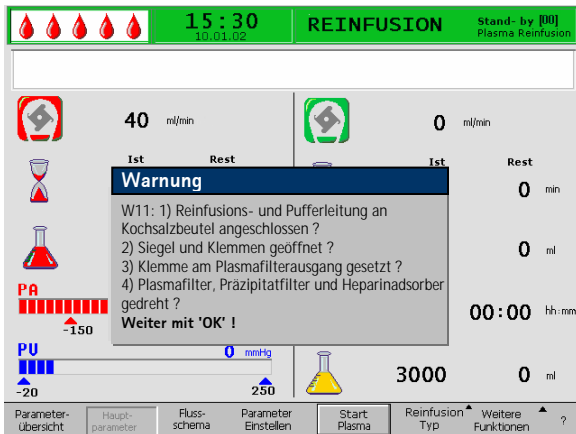 15:30
10.01.02
REINFUSION
Stand- by [00]
Plasma Reinfusion
40 ml/min
0 ml/min
Ist Rest
Ist Rest
Warnung
W11: 1) Reinfusions- und Pufferleitung an
Kochsalzbeutel angeschlossen ?
2) Siegel und Klemmen geöffnet ?
3) Klemme am Plasmafilterausgang gesetzt ?
4) Plasmafilter, Präzipitatfilter und Heparinadsorber
gedreht ?
Weiter mit 'OK' !
0 min
0 ml
PA
-150
00:00 hh:mm
PV
0 mmHg
-20
250
3000
0 ml
Parameter-
übersicht
Haupt-
parameter
Fluss-
schema
Parameter
Einstellen
Start
Plasma
Reinfusion
Typ
Weitere
Funktionen
?